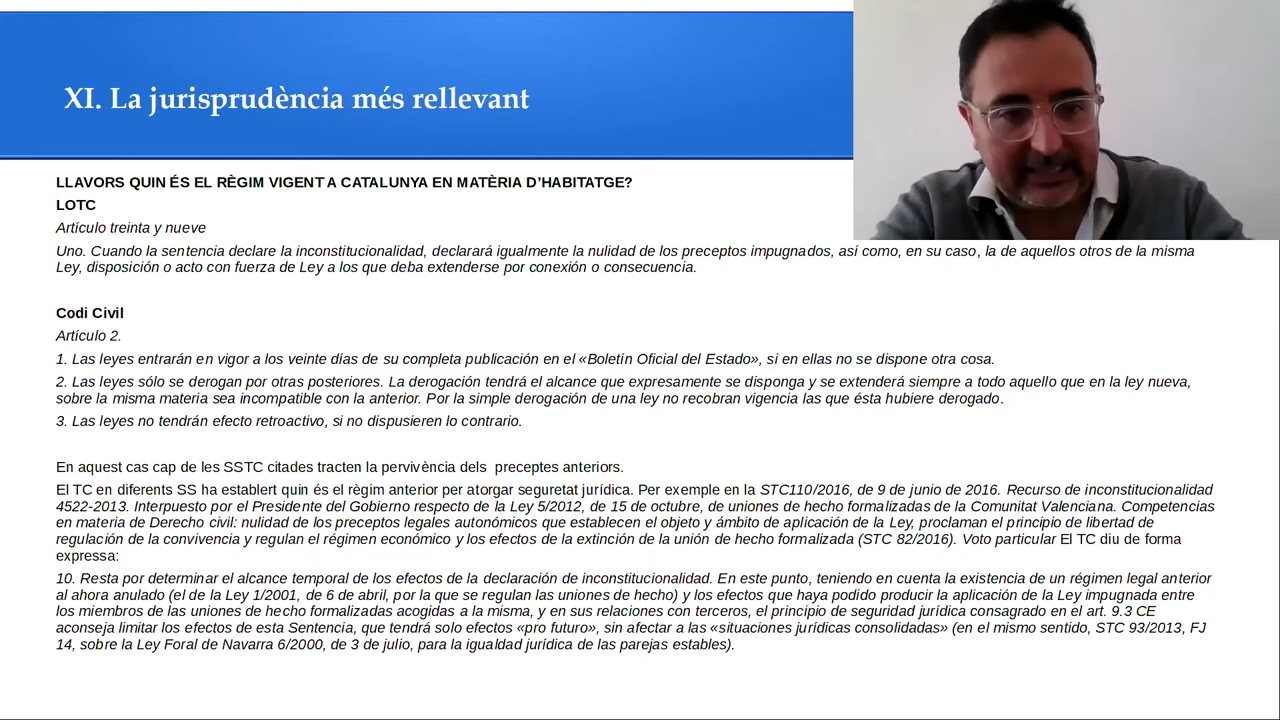 XI. La jurisprudència més rellevant
LLAVORS QUIN ÉS EL RÈGIM VIGENT A CATALUNYA EN MATÈRIA D’HABITATGE?
LOTC
Artículo treinta y nueve
Uno. Cuando la sentencia declare la inconstitucionalidad, declarará igualmente la nulidad de los preceptos impugnados, así como, en su caso, la de aquellos otros de la misma
Ley, disposición o acto con fuerza de Ley a los que deba extenderse por conexión o consecuencia.
Codi Civil
Artículo 2.
1. Las leyes entrarán en vigor a los veinte días de su completa publicación en el «Boletín Oficial del Estado», si en ellas no se dispone otra cosa.
2. Las leyes sólo se derogan por otras posteriores. La derogación tendrá el alcance que expresamente se disponga y se extenderá siempre a todo aquello que en la ley nueva,
sobre la misma materia sea incompatible con la anterior. Por la simple derogación de una ley no recobran vigencia las que ésta hubiere derogado.
3. Las leyes no tendrán efecto retroactivo, si no dispusieren lo contrario.
En aquest cas cap de les SSTC citades tracten la pervivència dels preceptes anteriors.
El TC en diferents SS ha establert quin és el règim anterior per atorgar seguretat jurídica. Per exemple en la STC110/2016, de 9 de junio de 2016. Recurso de inconstitucionalidad
4522-2013. Interpuesto por el Presidente del Gobierno respecto de la Ley 5/2012, de 15 de octubre, de uniones de hecho formalizadas de la Comunitat Valenciana. Competencias
en materia de Derecho civil: nulidad de los preceptos legales autonómicos que establecen el objeto y ámbito de aplicación de la Ley, proclaman el principio de libertad de
regulación de la convivencia y regulan el régimen económico y los efectos de la extinción de la unión de hecho formalizada (STC 82/2016). Voto particular El TC diu de forma
expressa:
10. Resta por determinar el alcance temporal de los efectos de la declaración de inconstitucionalidad. En este punto, teniendo en cuenta la existencia de un régimen legal anterior
al ahora anulado (el de la Ley 1/2001, de 6 de abril, por la que se regulan las uniones de hecho) y los efectos que haya podido producir la aplicación de la Ley impugnada entre
los miembros de las uniones de hecho formalizadas acogidas a la misma, y en sus relaciones con terceros, el principio de seguridad jurídica consagrado en el art. 9.3 CE
aconseja limitar los efectos de esta Sentencia, que tendrá solo efectos «pro futuro», sin afectar a las «situaciones jurídicas consolidadas» (en el mismo sentido, STC 93/2013, FJ
14, sobre la Ley Foral de Navarra 6/2000, de 3 de julio, para la igualdad jurídica de las parejas estables).